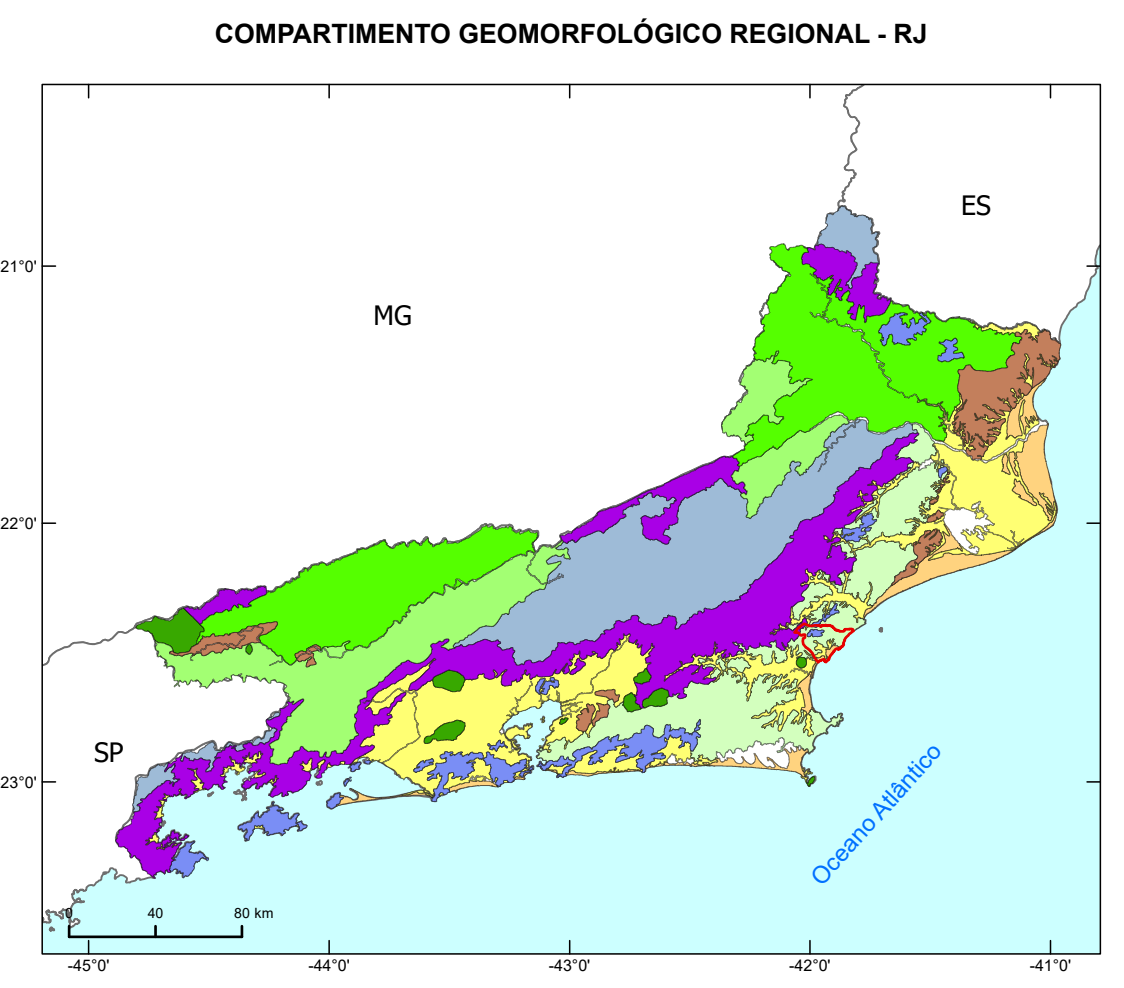 COMPARTIMENTO GEOMORFOLÓGICO REGIONAL - RJ
ES
21°0'
MG
22°0'
SP
23°0'
Oceano Atlântico
0 40 80 km
-45°0' -44°0' -43°0' -42°0' -41°0'